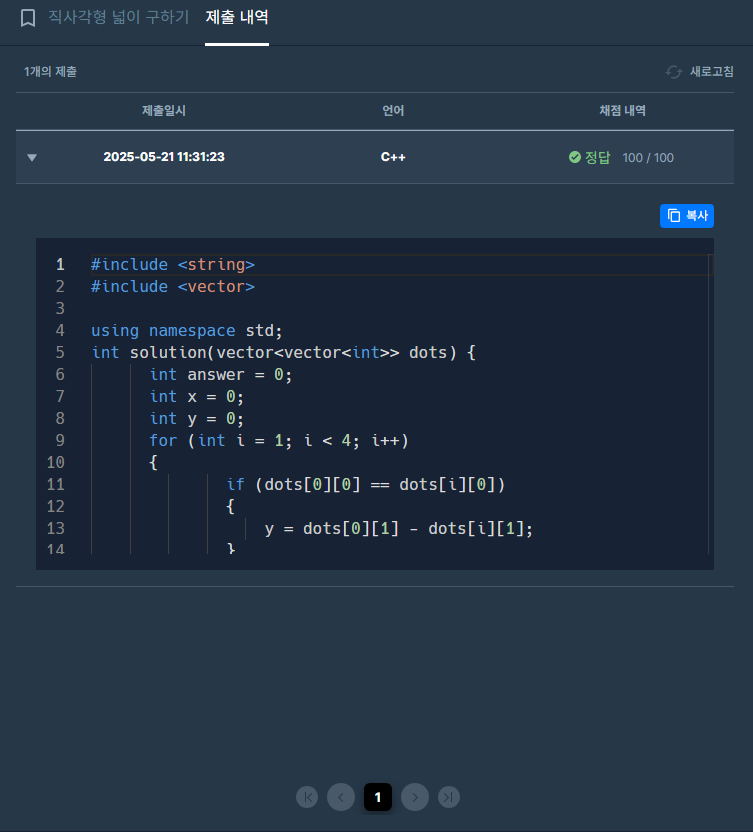 직사각형 넓이 구하기 제출 내역
1개의 제출 새로고침
제출일시 언어 채점 내역
2025-05-21 11:31:23 C++ 정답 100 / 100
복사
1 #include <string>
2 #include <vector>
3
4 using namespace std;
5 int solution(vector<vector<int>> dots) {
6 int answer = 0;
7 int x = 0;
8 int y = 0;
9 for (int i = 1; i < 4; i++)
10 {
11 if (dots[0][0] == dots[i][0])
12 {
13 y = dots[0][1] - dots[i][1];
14 }
1